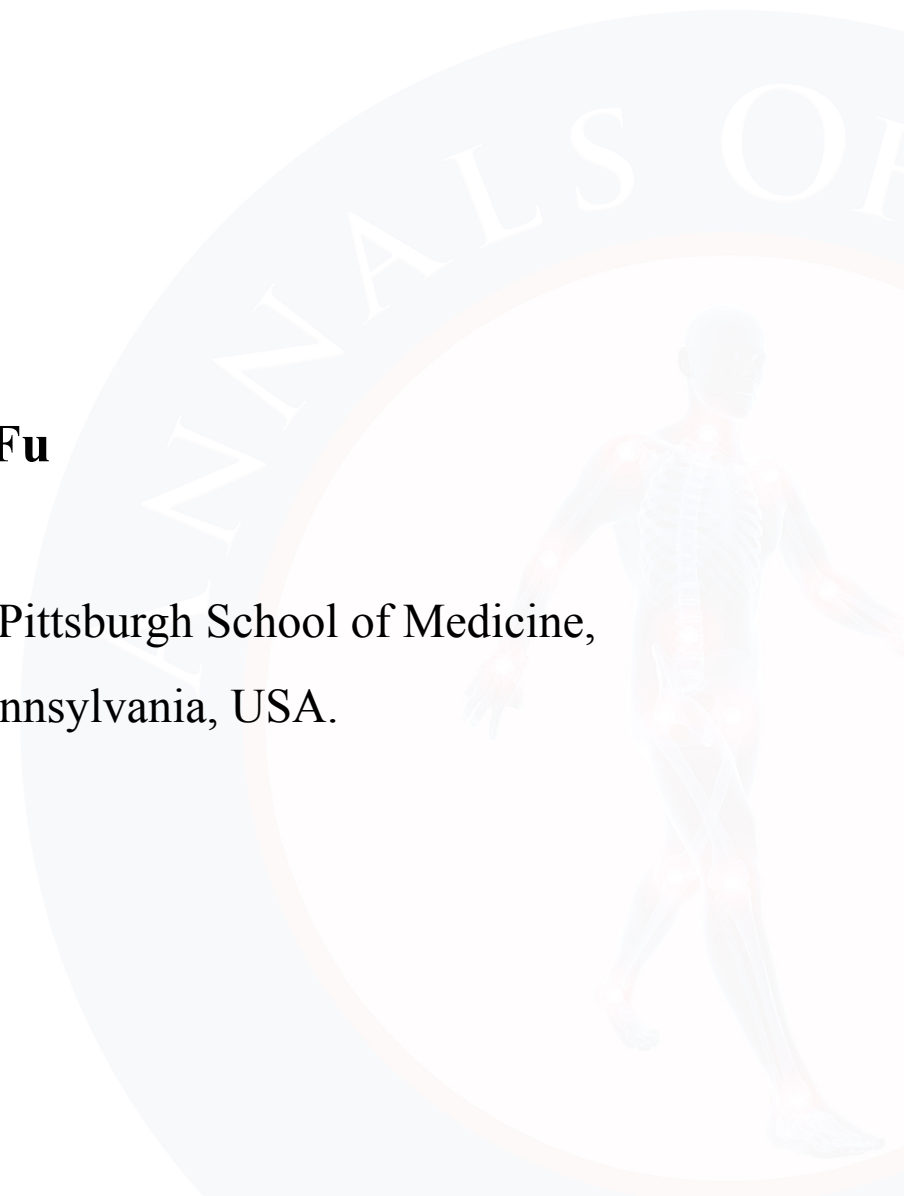 ANNALS OF
Fu
Pittsburgh School of Medicine,
nnsylvania, USA.